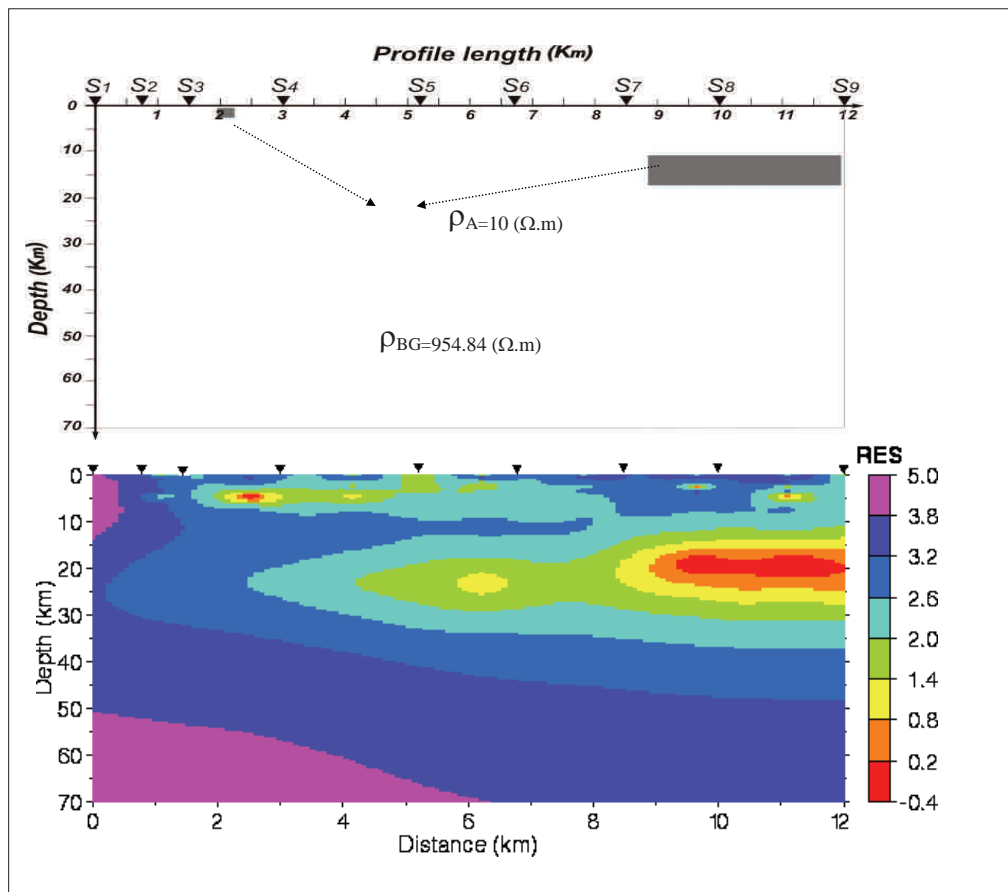 Profile length (Km)
S1 S2 S3 S4 S5 S6 S7 S8 S9
0 1 2 3 4 5 6 7 8 9 10 11 12
10
20
30
40
50
60
70
Depth (Km)
ρA=10 (Ω.m)
ρBG=954.84 (Ω.m)
RES
0
10
20
30
40
50
60
70
Depth (km)
5.0
3.8
3.2
2.6
2.0
1.4
0.8
0.2
-0.4
0 2 4 6 8 10 12
Distance (km)